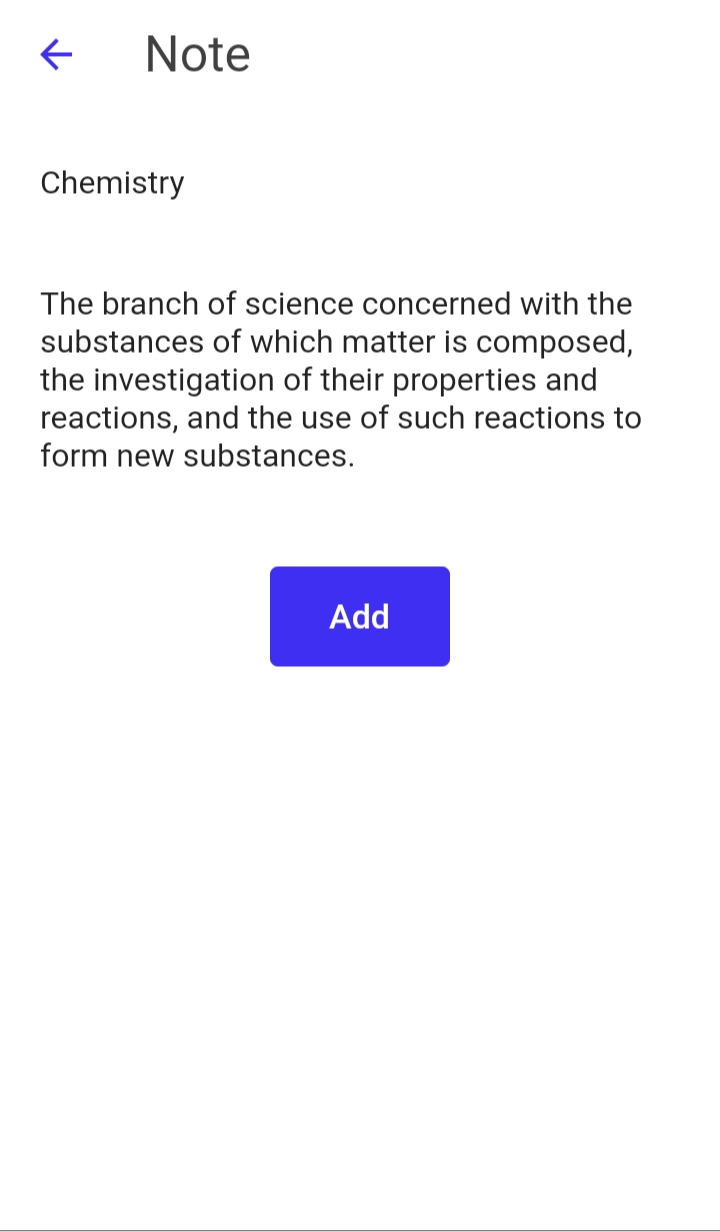 Note
Chemistry
The branch of science concerned with the
substances of which matter is composed,
the investigation of their properties and
reactions, and the use of such reactions to
form new substances.
Add